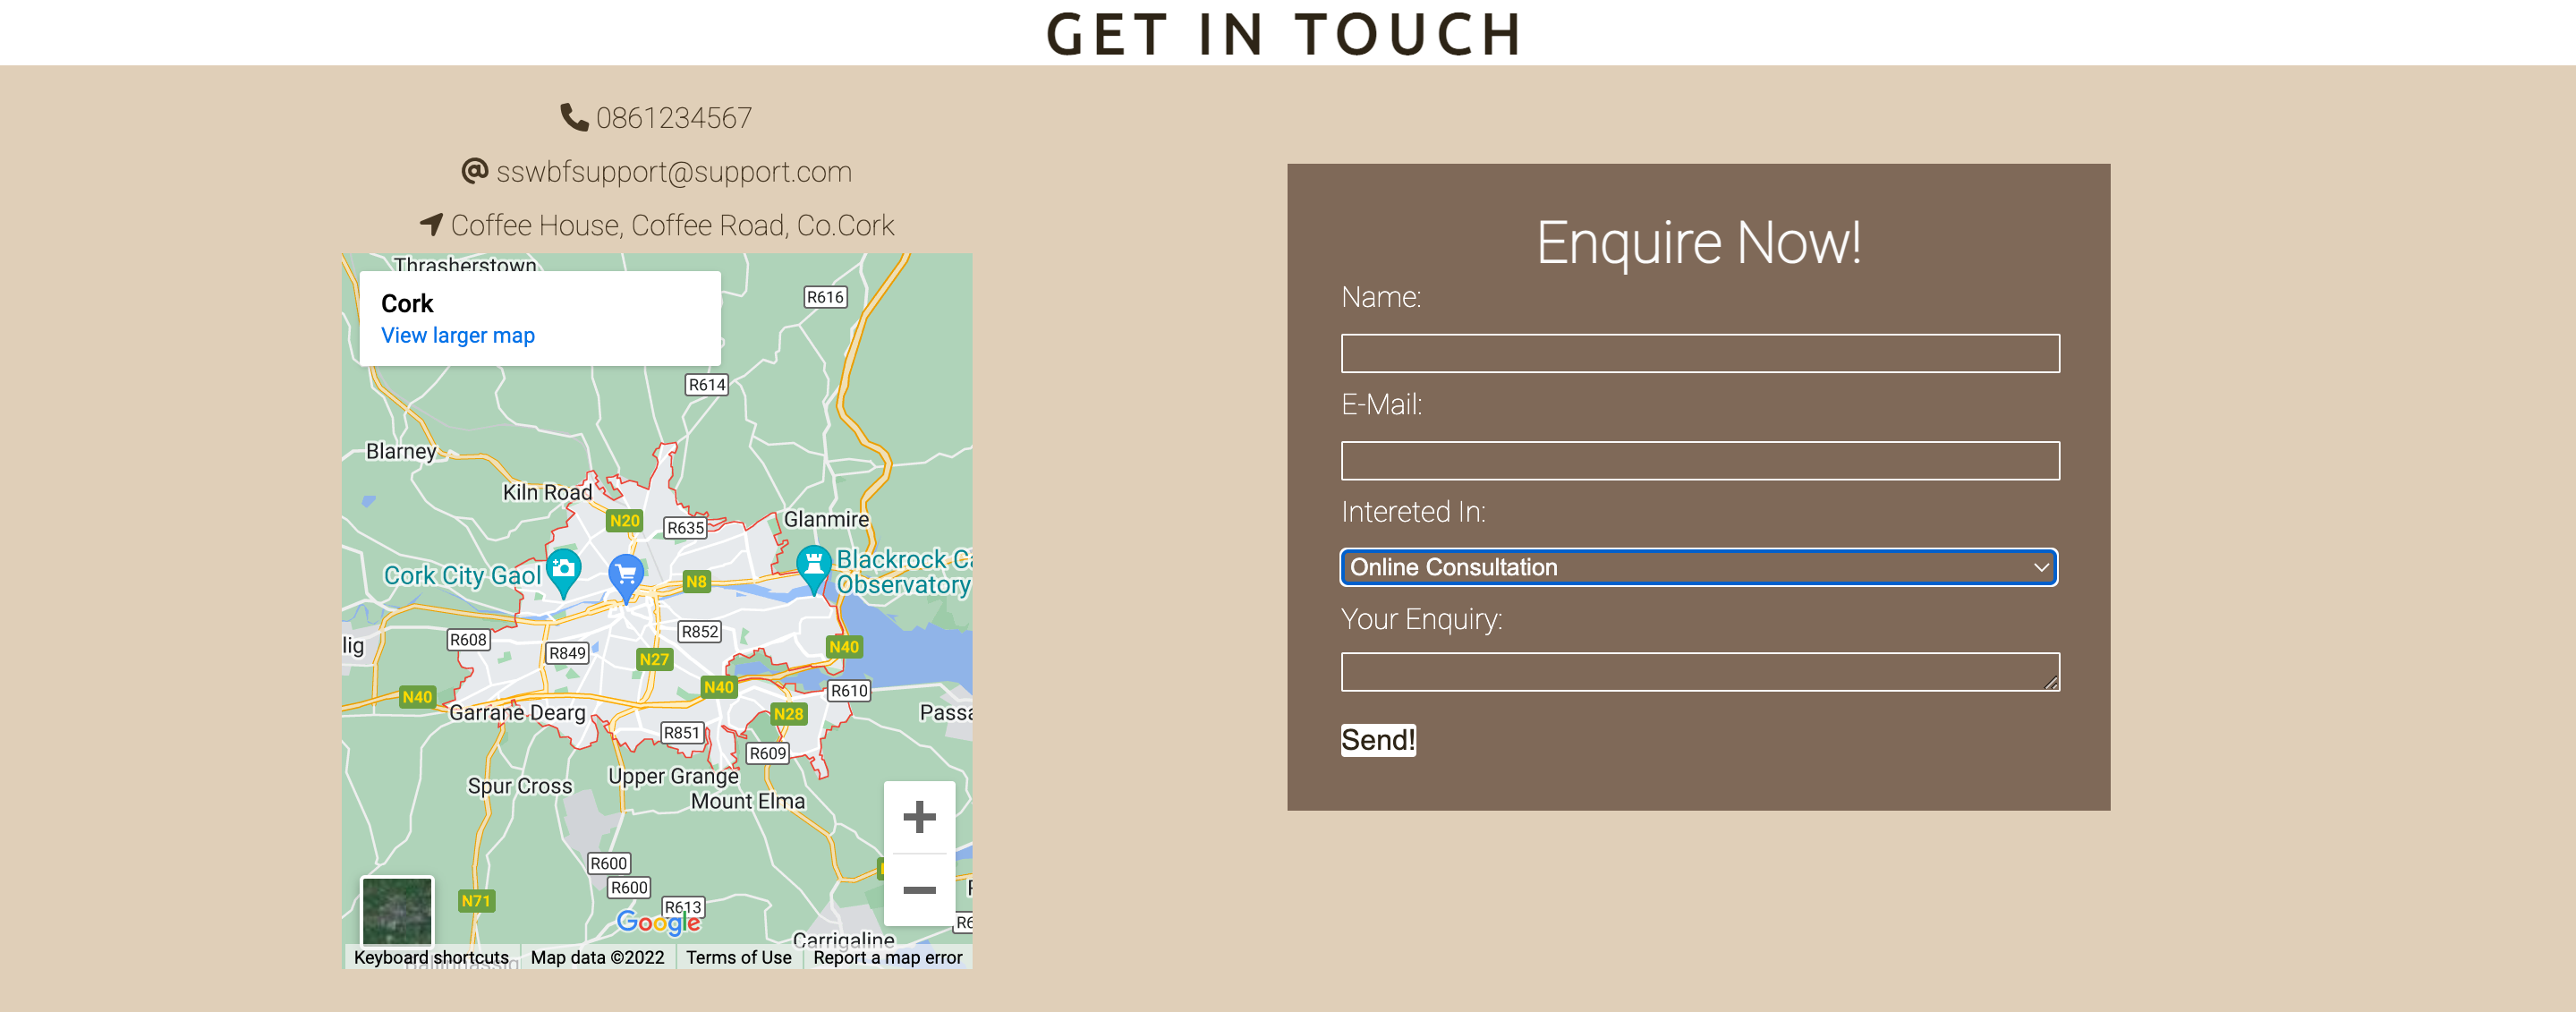 GET IN TOUCH
0861234567
sswbfsupport@support.com
Coffee House, Coffee Road, Co.Cork
Thrasherstown
Cork
View larger map
R616
R614
Blarney
Kiln Road
N20
R635
Glanmire
Cork City Gaol
N8
Blackrock Ca
Observatory
R608
R852
lig
R849
N27
N40
N40
N40
R610
Garrane Dearg
N28
Passa
R851
R609
Upper Grange
Spur Cross
Mount Elma
R600
R600
N71
R613
Google
R6
Carrigaline
Keyboard shortcuts
Map data ©2022
Terms of Use
Report a map error
Enquire Now!
Name:
E-Mail:
Intereted In:
Online Consultation
Your Enquiry:
Send!